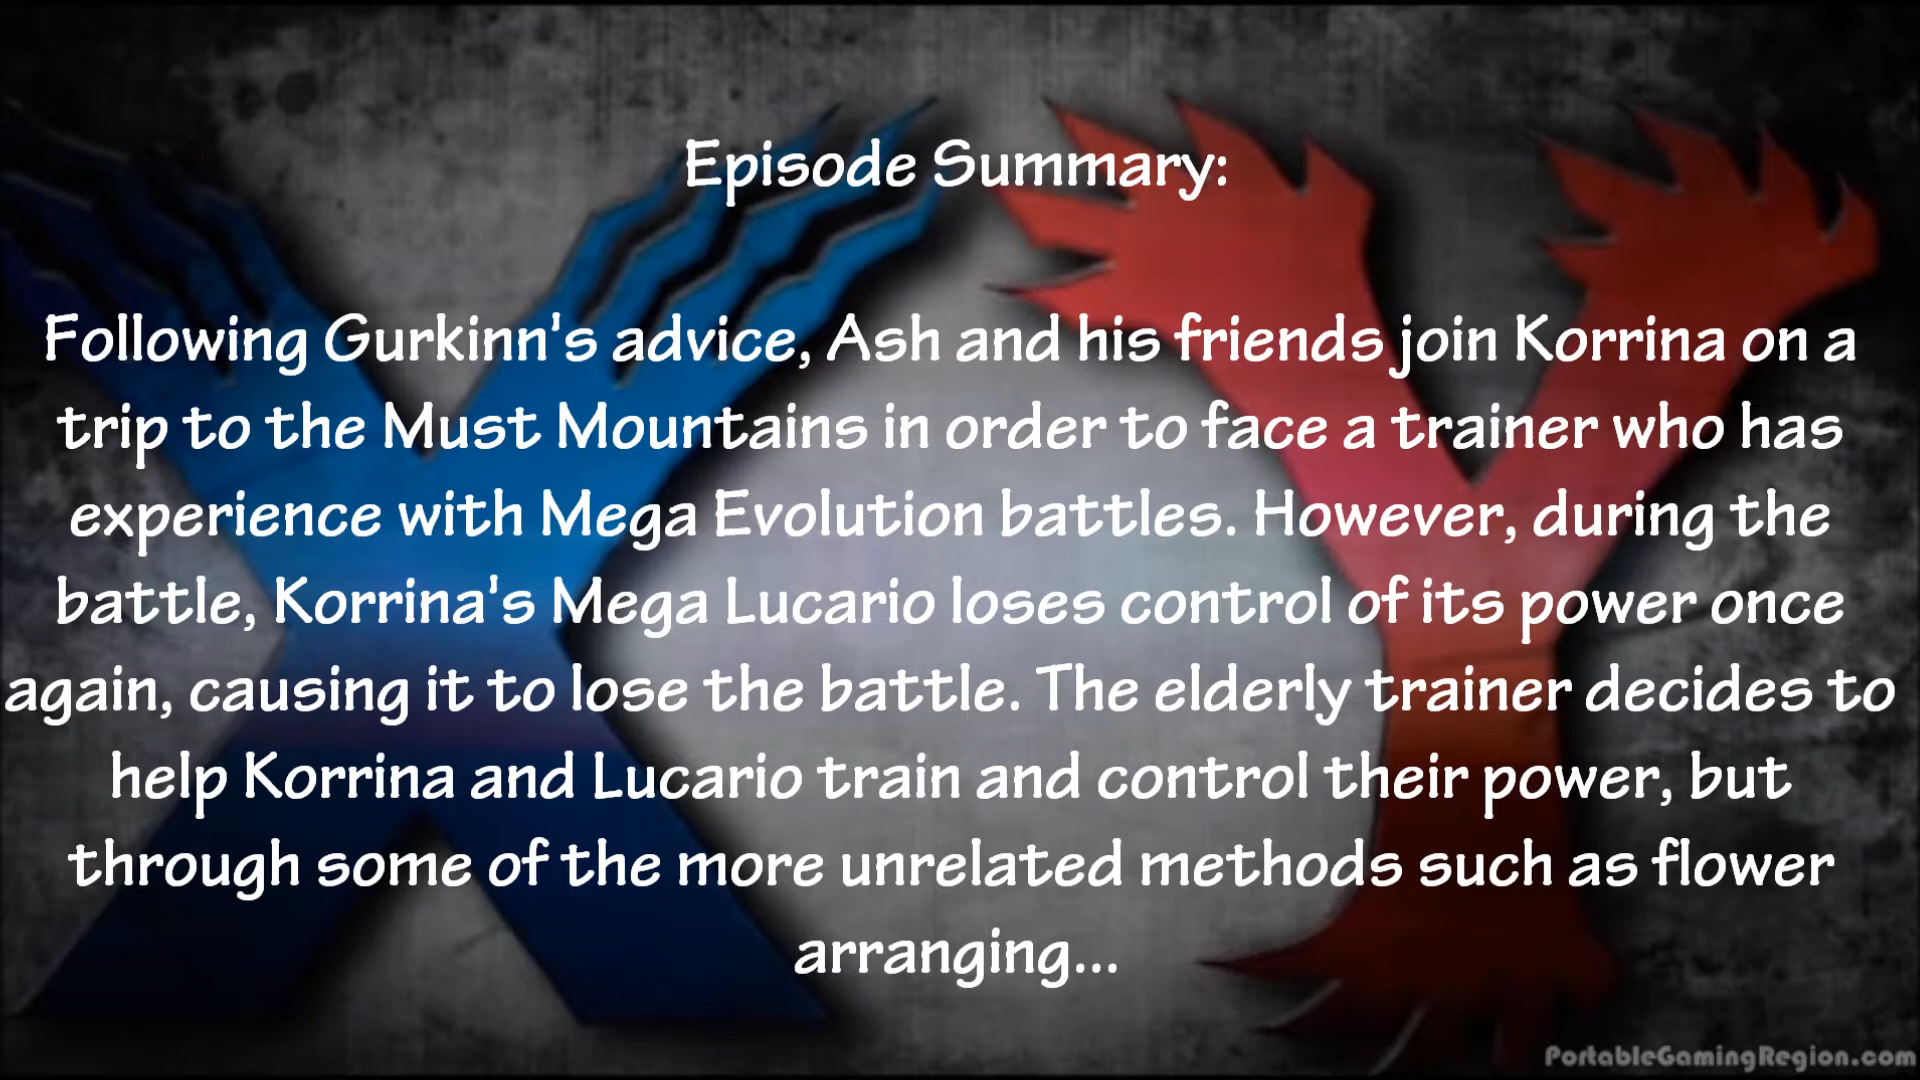 Episode Summary:
Following Gurkinn's advice, Ash and his friends join Korrina on a
trip to the Must Mountains in order to face a trainer who has
experience with Mega Evolution battles. However, during the
battle, Korrina's Mega Lucario loses control of its power once
again, causing it to lose the battle. The elderly trainer decides to
help Korrina and Lucario train and control their power, but
through some of the more unrelated methods such as flower
arranging...
PortableGamingRegion.com